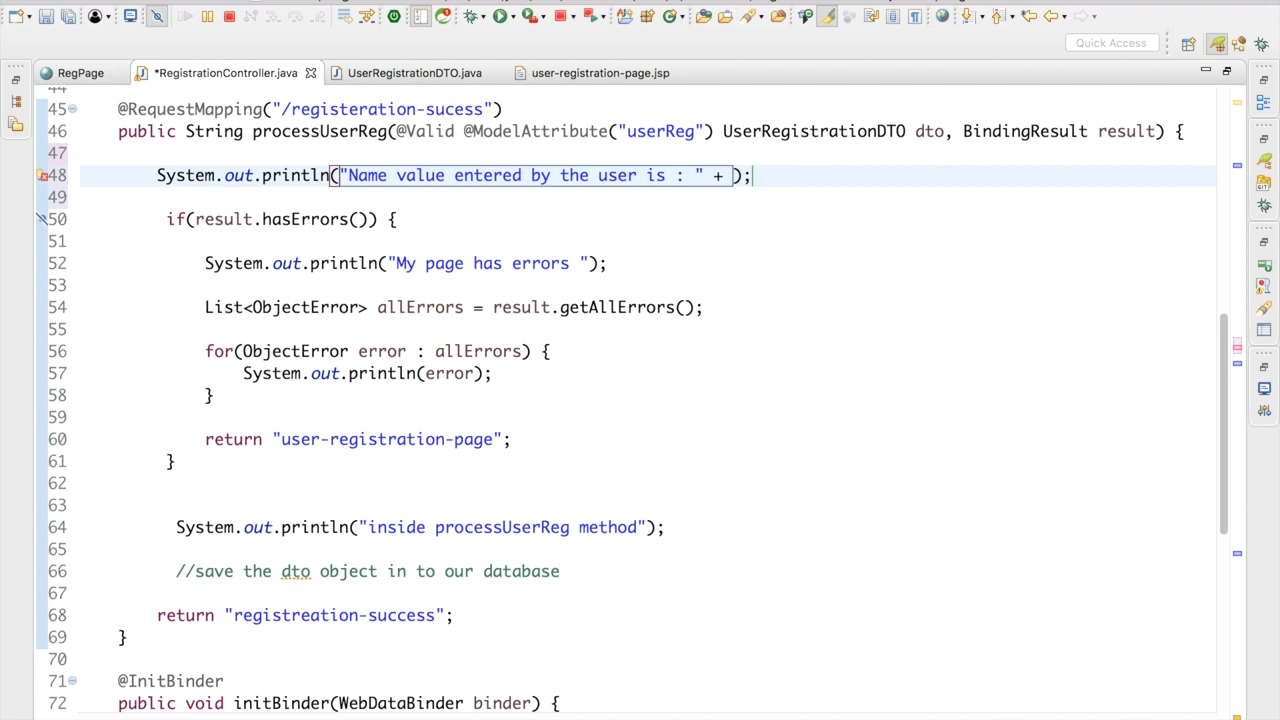 Quick Access
RegPage
*RegistrationController.java
UserRegistrationDTO.java
user-registration-page.jsp
44
45 @RequestMapping("/registeration-sucess")
46 public String processUserReg(@Valid @ModelAttribute("userReg") UserRegistrationDTO dto, BindingResult result) {
47
48 System.out.println("Name value entered by the user is : " + );
49
50 if(result.hasErrors()) {
51
52 System.out.println("My page has errors ");
53
54 List<ObjectError> allErrors = result.getAllErrors();
55
56 for(ObjectError error : allErrors) {
57 System.out.println(error);
58 }
59
60 return "user-registration-page";
61 }
62
63
64 System.out.println("inside processUserReg method");
65
66 //save the dto object in to our database
67
68 return "registreation-success";
69 }
70
71 @InitBinder
72 public void initBinder(WebDataBinder binder) {